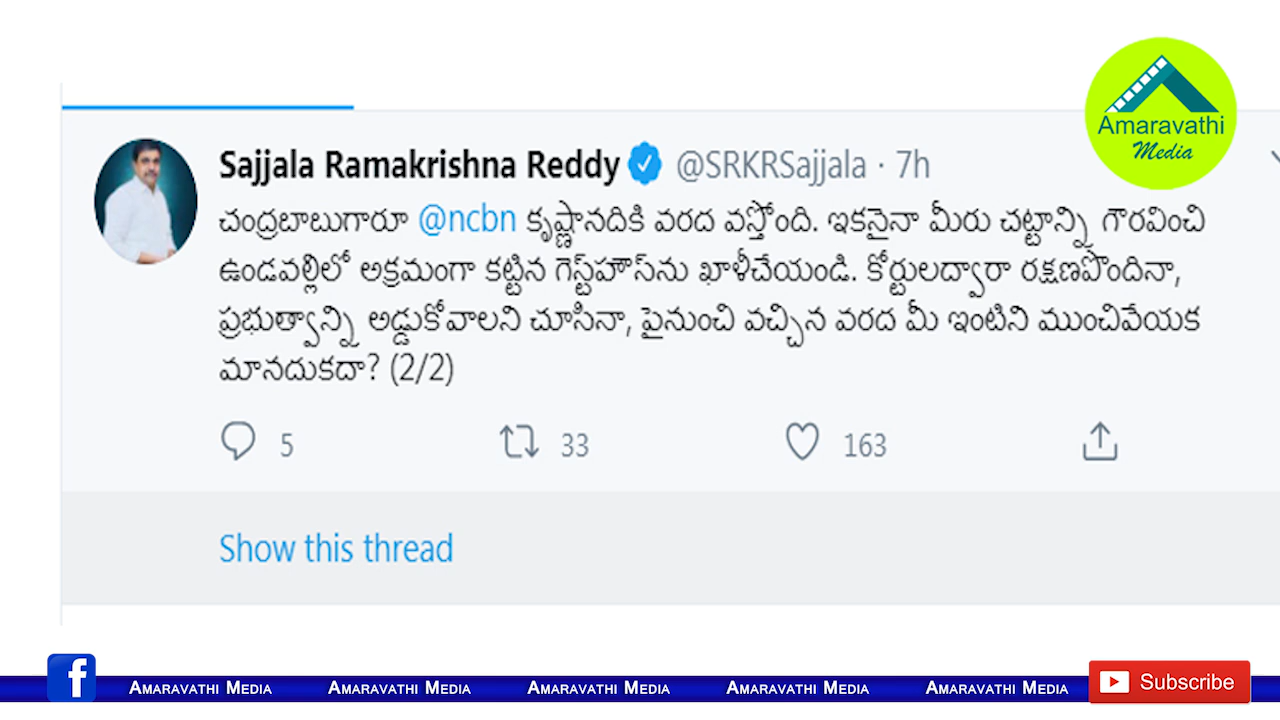 Amaravathi
Media
Sajjala Ramakrishna Reddy @SRKRSajjala · 7h
చంద్రబాబుగారూ @ncbn కృష్ణానదికి వరద వస్తోంది. ఇకనైనా మీరు చట్టాన్ని గౌరవించి
ఉండవల్లిలో అక్రమంగా కట్టిన గెస్ట్‌హౌస్‌ను ఖాళీచేయండి. కోర్టులద్వారా రక్షణపొందినా,
ప్రభుత్వాన్ని అడ్డుకోవాలని చూసినా, పైనుంచి వచ్చిన వరద మీ ఇంటిని ముంచివేయక
మానదుకదా? (2/2)
5 33 163
Show this thread
f Amaravathi Media Amaravathi Media Amaravathi Media Amaravathi Media Amaravathi Media Subscribe